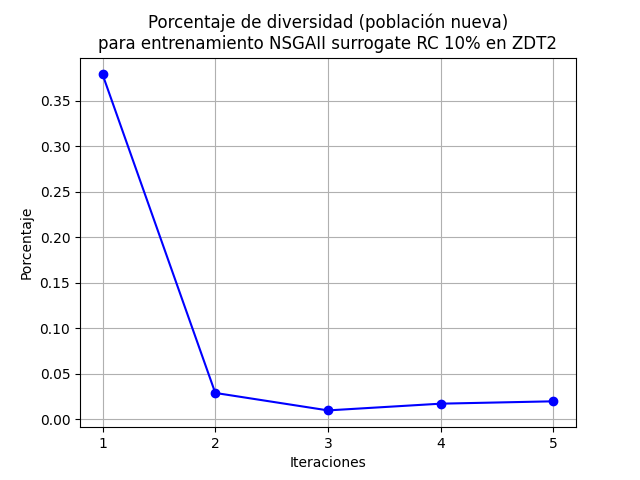 Porcentaje de diversidad (población nueva)
para entrenamiento NSGAII surrogate RC 10% en ZDT2
Porcentaje
0.35
0.30
0.25
0.20
0.15
0.10
0.05
0.00
1 2 3 4 5
Iteraciones